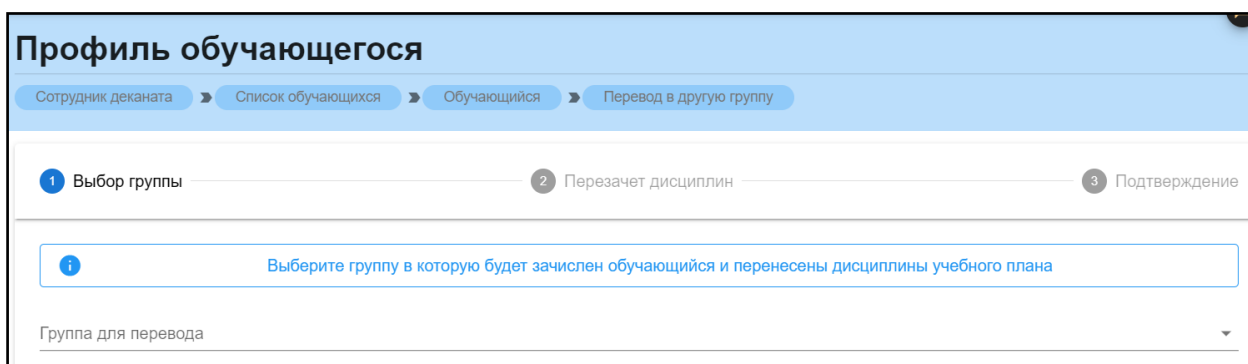 Профиль обучающегося
Сотрудник деканата Список обучающихся Обучающийся Перевод в другую группу
1 Выбор группы 2 Перезачет дисциплин 3 Подтверждение
Выберите группу в которую будет зачислен обучающийся и перенесены дисциплины учебного плана
Группа для перевода